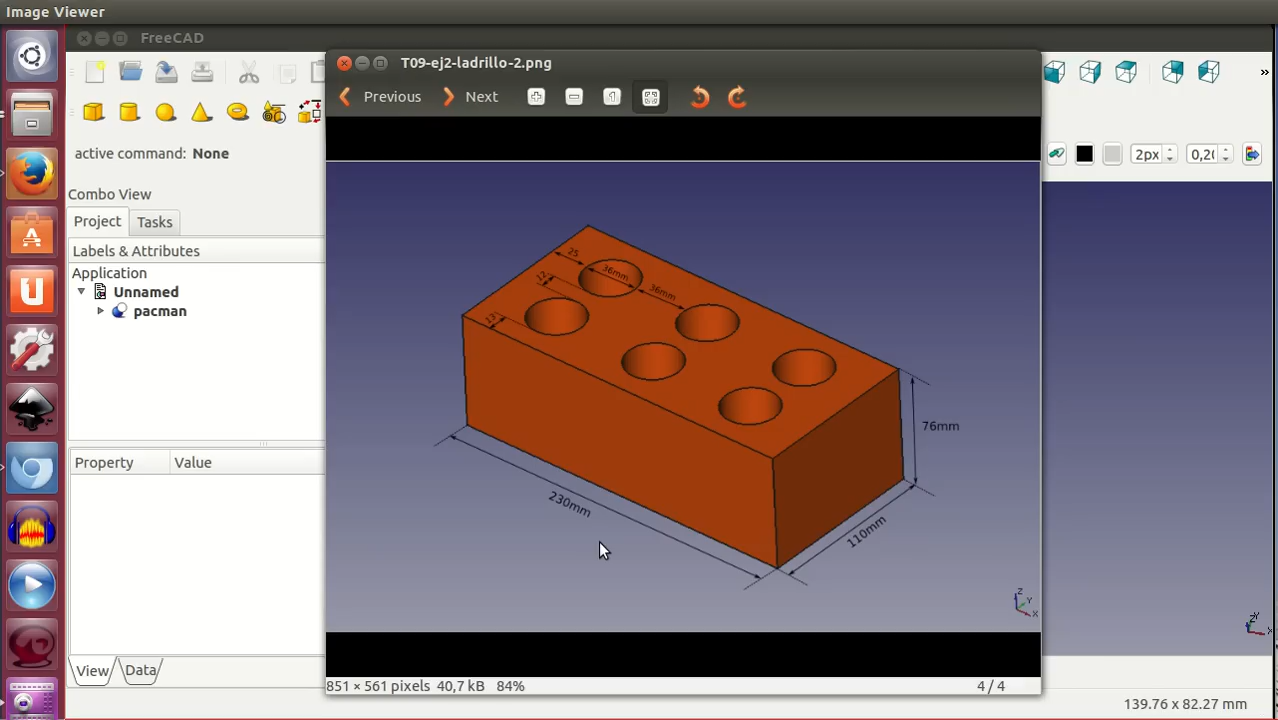 Image Viewer
FreeCAD
T09-ej2-ladrillo-2.png
Previous
Next
»
active command: None
2px
0,2
Combo View
Project
Tasks
Labels & Attributes
Application
Unnamed
pacman
25
36mm
36mm
12
23
76mm
230mm
110mm
Z
Y
X
Property
Value
View
Data
851 × 561 pixels 40,7 kB 84%
4 / 4
Z
Y
X
139.76 x 82.27 mm